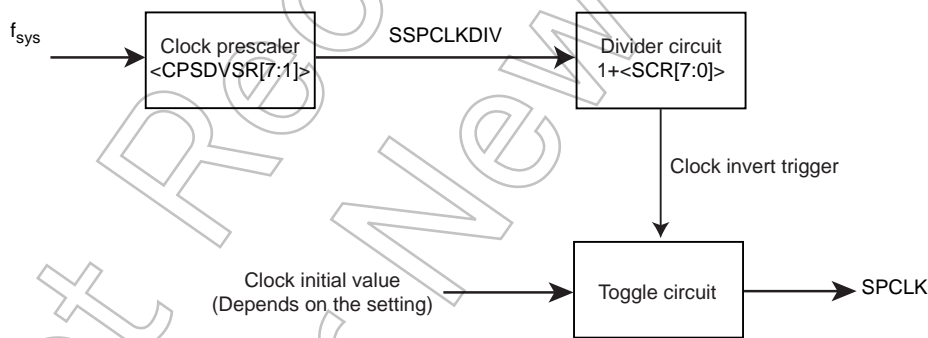 f_sys
Clock prescaler
<CPSDVSR[7:1]>
SSPCLKDIV
Divider circuit
1+<SCR[7:0]>
Clock invert trigger
Clock initial value
(Depends on the setting)
Toggle circuit
SPCLK